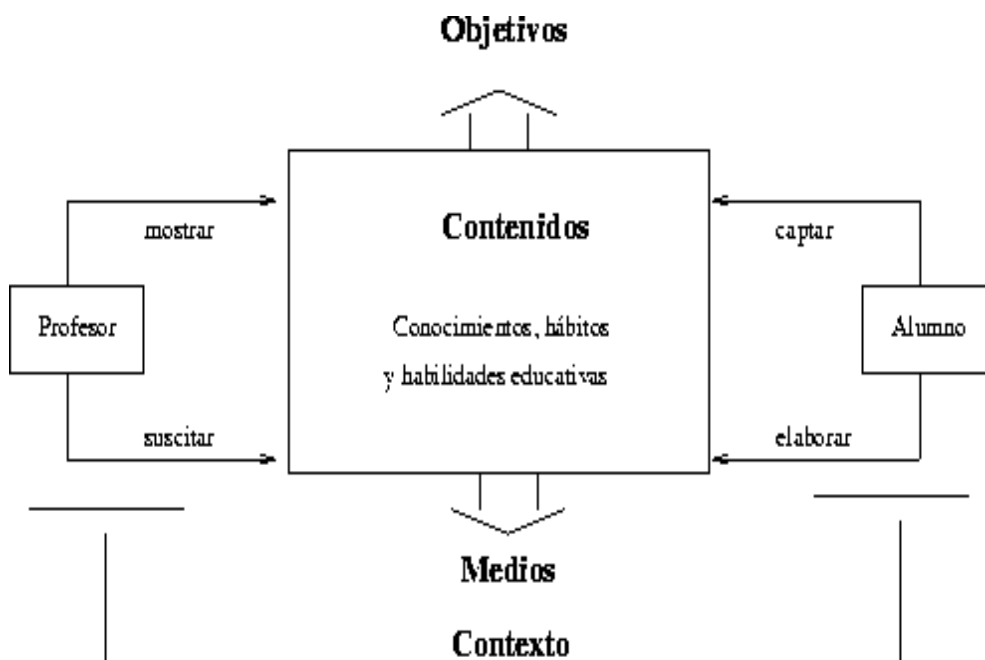 Objetivos
mostrar
Contenidos
captar
Profesor
Conocimientos, hábitos
y habilidades educativas
Alumno
suscitar
elaborar
Medios
Contexto